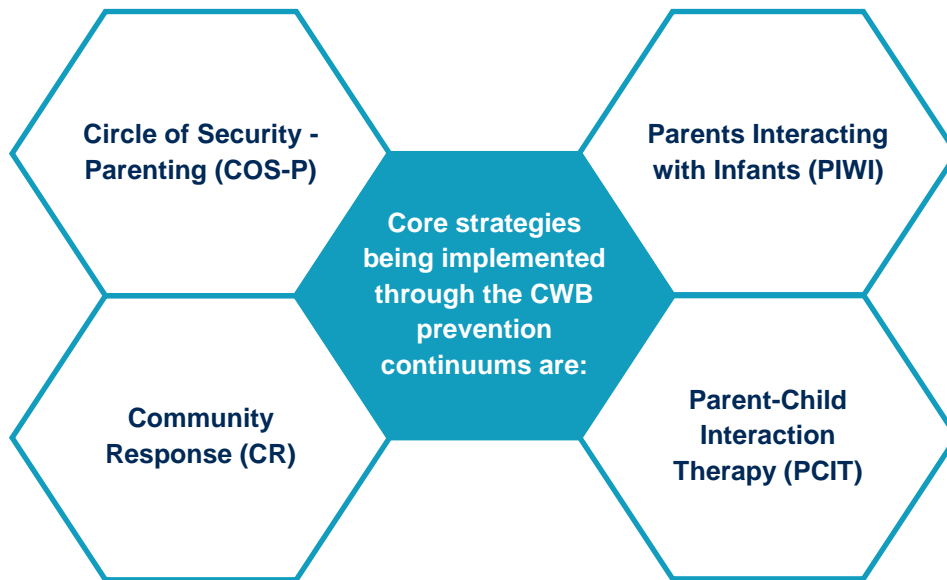 Circle of Security -
Parenting (COS-P)
Parents Interacting
with Infants (PIWI)
Core strategies
being implemented
through the CWB
prevention
continuums are:
Community
Response (CR)
Parent-Child
Interaction
Therapy (PCIT)